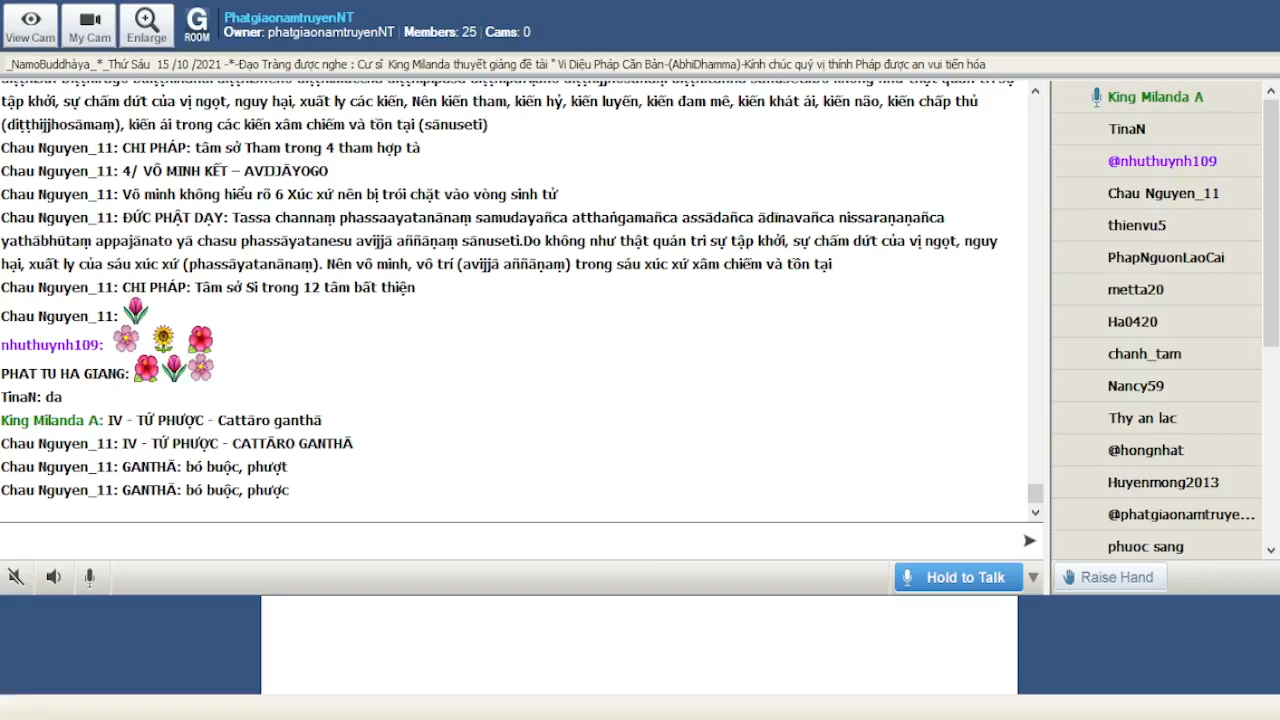 View Cam
My Cam
Enlarge
G
ROOM
PhatgiaonamtruyenNT
Owner: phatgiaonamtruyenNT | Members: 25 | Cams: 0
_NamoBuddhàya_*_Thứ Sáu 15 /10 /2021 -*-Đạo Tràng được nghe : Cư sĩ King Milanda thuyết giảng đề tài " Vi Diệu Pháp Căn Bản-(AbhiDhamma)-Kính chúc quý vị thính Pháp được an vui tiến hóa
tập khởi, sự chấm dứt của vị ngọt, nguy hại, xuất ly các kiến, Nên kiến tham, kiến hỷ, kiến luyến, kiến đam mê, kiến khát ái, kiến não, kiến chấp thủ
(diṭṭhijjhosāmaṃ), kiến ái trong các kiến xâm chiếm và tồn tại (sānuseti)
Chau Nguyen_11: CHI PHÁP: tâm sở Tham trong 4 tham hợp tà
Chau Nguyen_11: 4/ VÔ MINH KẾT – AVIJJĀYOGO
Chau Nguyen_11: Vô minh không hiểu rõ 6 Xúc xứ nên bị trói chặt vào vòng sinh tử
Chau Nguyen_11: ĐỨC PHẬT DẠY: Tassa channaṃ phassaayatanānaṃ samudayañca atthaṅgamañca assādañca ādīnavañca nissaraṇaṇañca
yathābhūtaṃ appajānato yā chasu phassāyatanesu avijjā aññāṇaṃ sānuseti.Do không như thật quán tri sự tập khởi, sự chấm dứt của vị ngọt, nguy
hại, xuất ly của sáu xúc xứ (phassāyatanānaṃ). Nên vô minh, vô trí (avijjā aññāṇaṃ) trong sáu xúc xứ xâm chiếm và tồn tại
Chau Nguyen_11: CHI PHÁP: Tâm sở Si trong 12 tâm bất thiện
Chau Nguyen_11:
nhuthuynh109:
PHAT TU HA GIANG:
TinaN: da
King Milanda A: IV - TỨ PHƯỢC - Cattāro ganthā
Chau Nguyen_11: IV - TỨ PHƯỢC - CATTĀRO GANTHĀ
Chau Nguyen_11: GANTHĀ: bó buộc, phượt
Chau Nguyen_11: GANTHĀ: bó buộc, phược
King Milanda A
TinaN
@nhuthuynh109
Chau Nguyen_11
thienvu5
PhapNguonLaoCai
metta20
Ha0420
chanh_tam
Nancy59
Thy an lac
@hongnhat
Huyenmong2013
@phatgiaonamtruye...
phuoc sang
Hold to Talk
Raise Hand